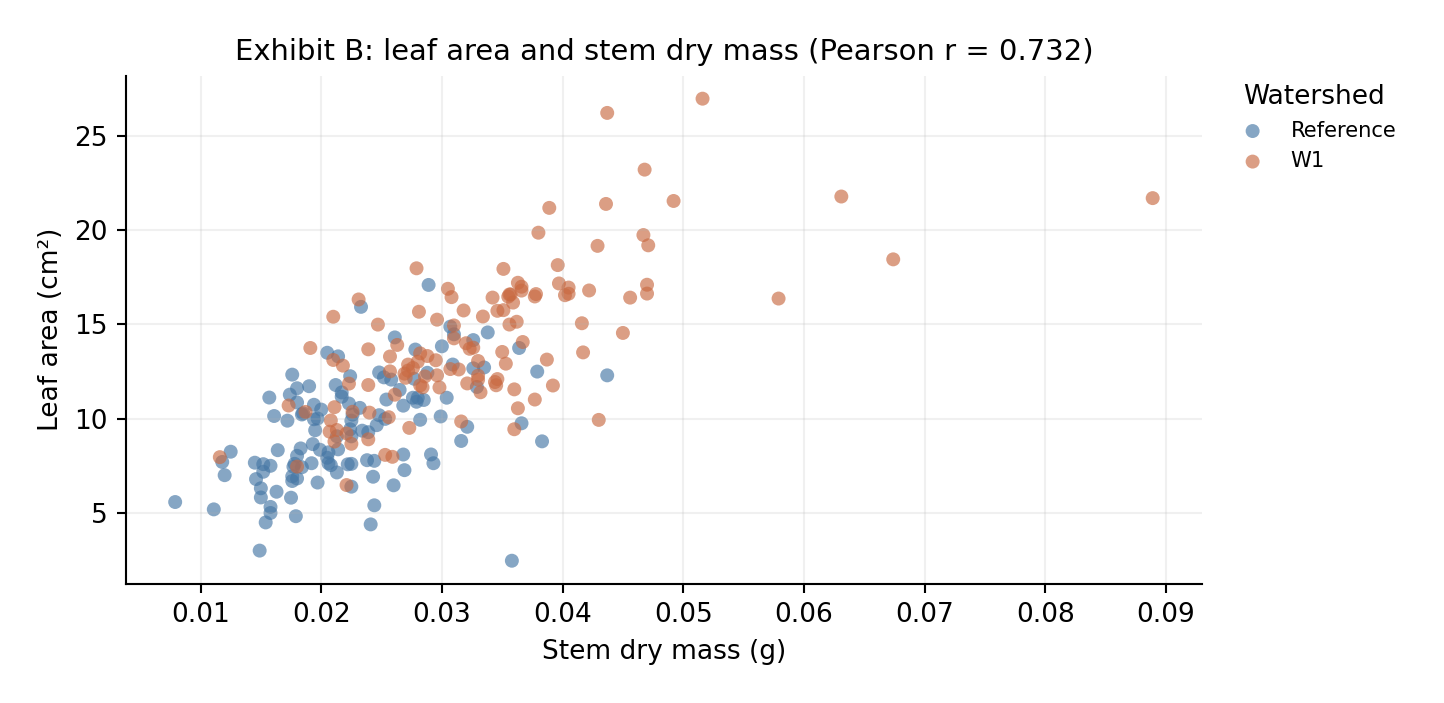 Exhibit B: leaf area and stem dry mass (Pearson r = 0.732)
Watershed
Reference
W1
Leaf area (cm²)
25
20
15
10
5
0.01 0.02 0.03 0.04 0.05 0.06 0.07 0.08 0.09
Stem dry mass (g)